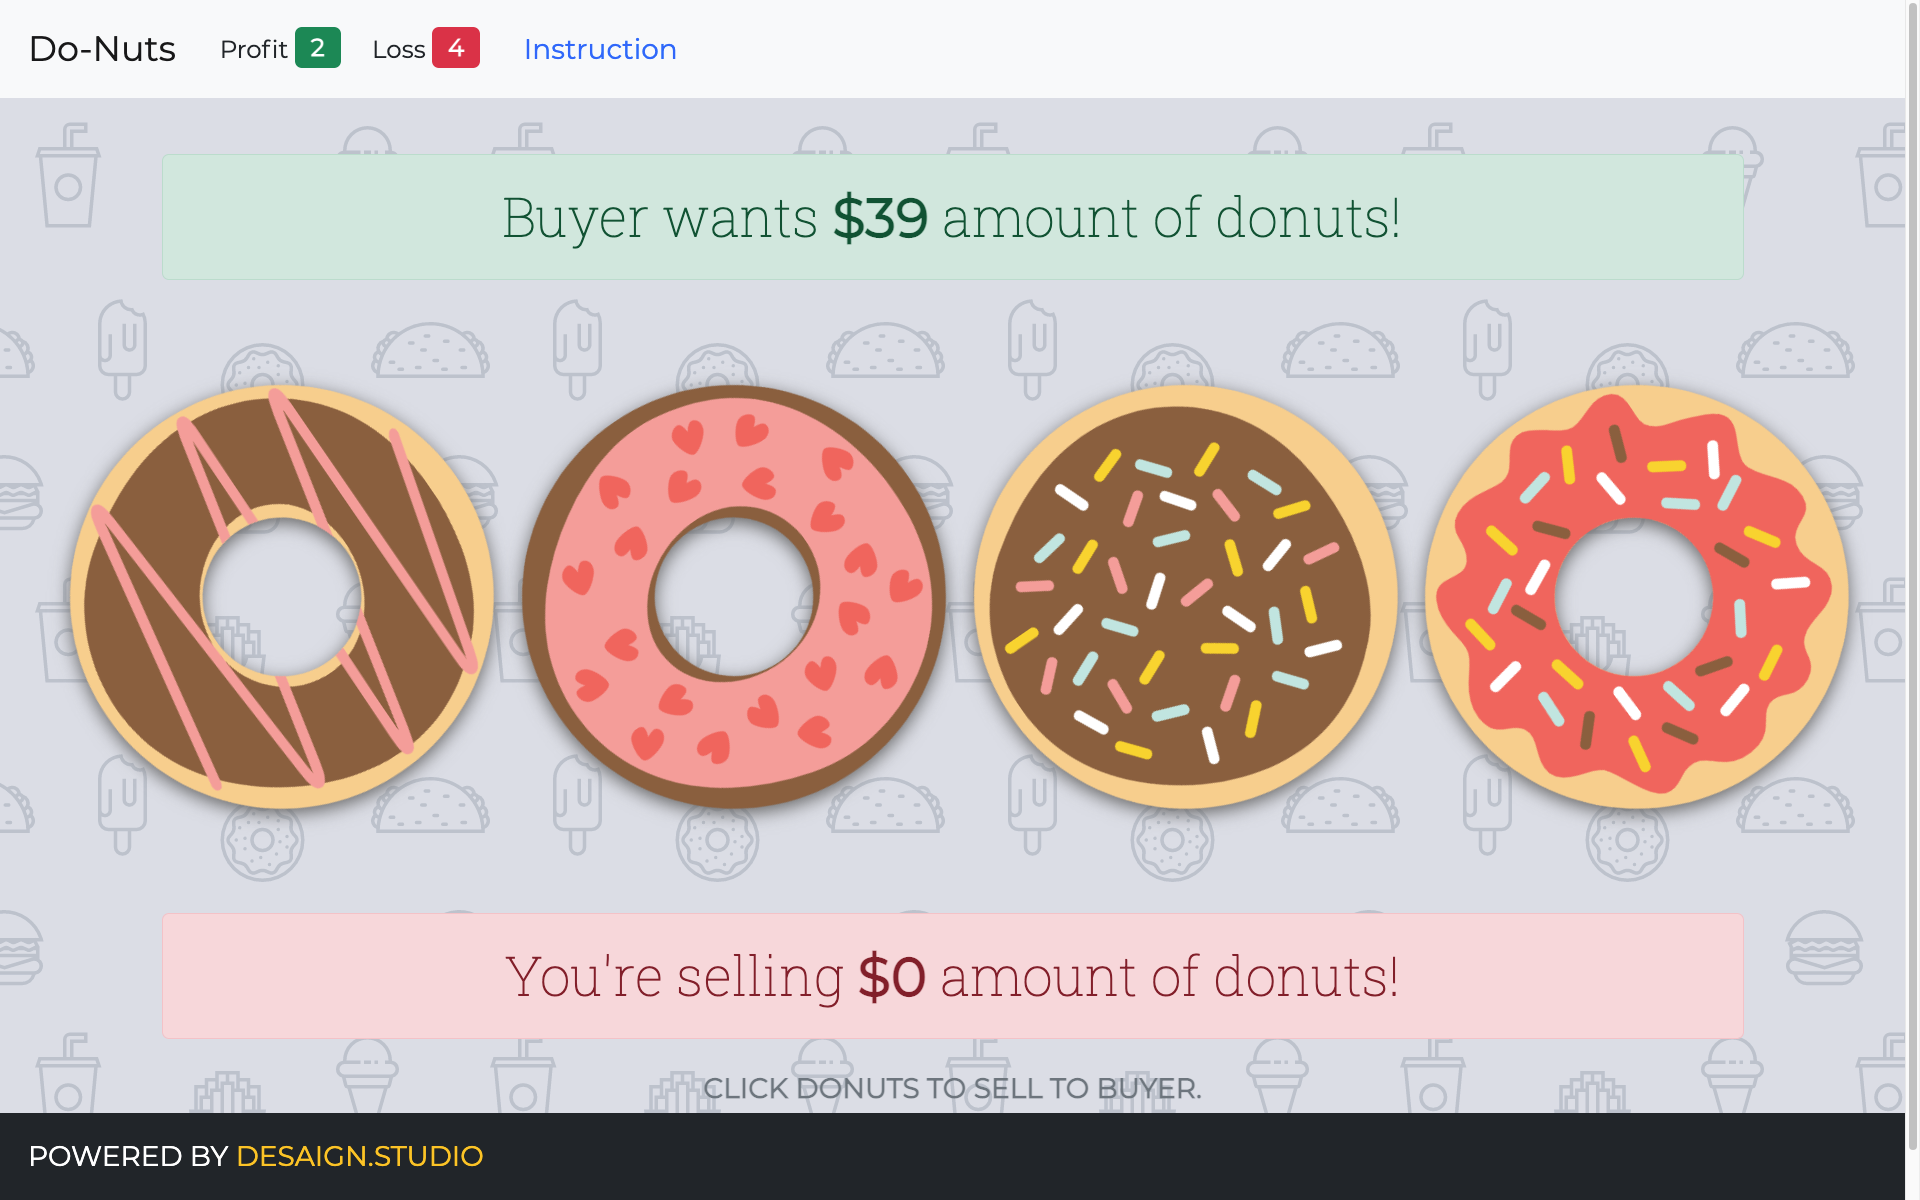 Do-Nuts Profit 2 Loss 4 Instruction
Buyer wants $39 amount of donuts!
You're selling $0 amount of donuts!
CLICK DONUTS TO SELL TO BUYER.
POWERED BY DESAIGN.STUDIO